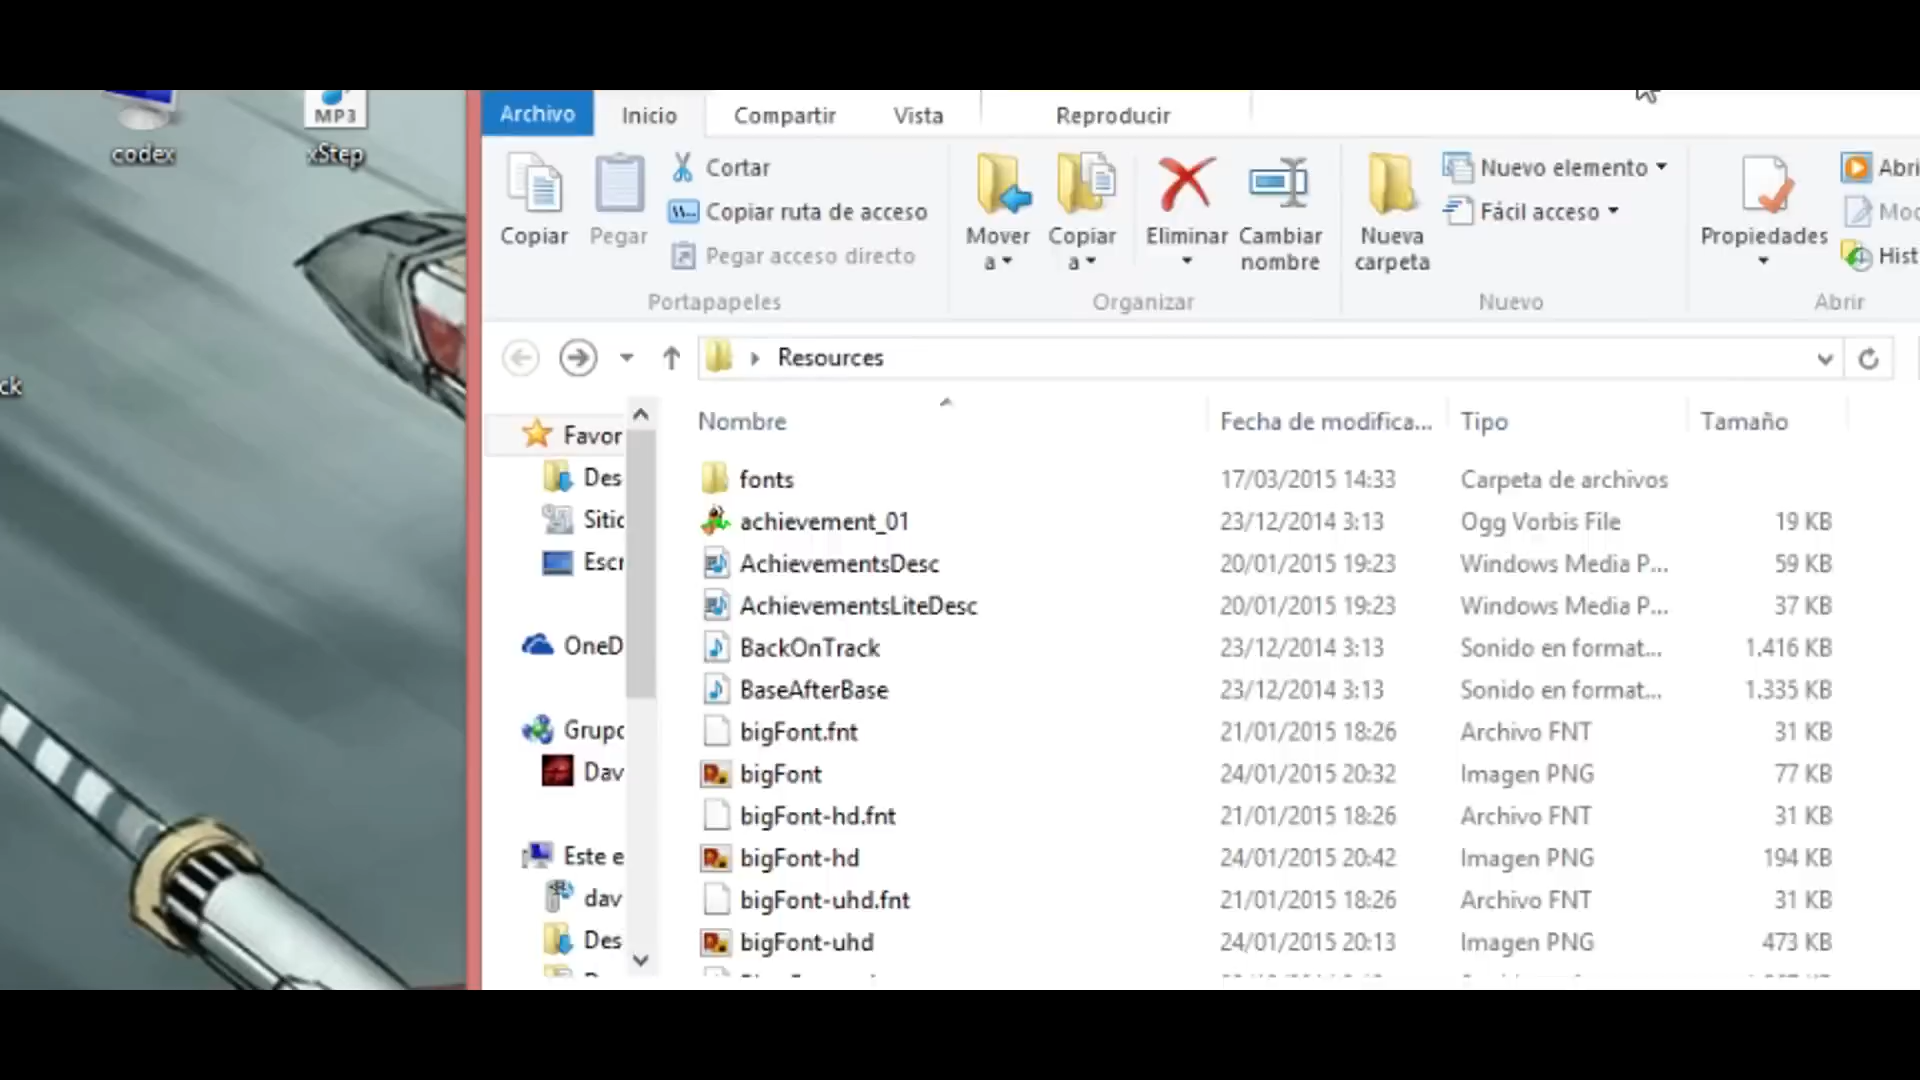 MP3
codex
xStep
ck
Archivo
Inicio
Compartir
Vista
Reproducir
Copiar
Pegar
Cortar
Copiar ruta de acceso
Pegar acceso directo
Portapapeles
Mover
a
Copiar
a
Eliminar
Cambiar
nombre
Organizar
Nueva
carpeta
Nuevo elemento
Fácil acceso
Nuevo
Propiedades
Abri
Mod
Hist
Abrir
Resources
Favor
Des
Sitic
Escr
OneD
Grupo
Dav
Este e
dav
Des
Nombre Fecha de modifica... Tipo Tamaño
fonts 17/03/2015 14:33 Carpeta de archivos
achievement_01 23/12/2014 3:13 Ogg Vorbis File 19 KB
AchievementsDesc 20/01/2015 19:23 Windows Media P... 59 KB
AchievementsLiteDesc 20/01/2015 19:23 Windows Media P... 37 KB
BackOnTrack 23/12/2014 3:13 Sonido en format... 1.416 KB
BaseAfterBase 23/12/2014 3:13 Sonido en format... 1.335 KB
bigFont.fnt 21/01/2015 18:26 Archivo FNT 31 KB
bigFont 24/01/2015 20:32 Imagen PNG 77 KB
bigFont-hd.fnt 21/01/2015 18:26 Archivo FNT 31 KB
bigFont-hd 24/01/2015 20:42 Imagen PNG 194 KB
bigFont-uhd.fnt 21/01/2015 18:26 Archivo FNT 31 KB
bigFont-uhd 24/01/2015 20:13 Imagen PNG 473 KB